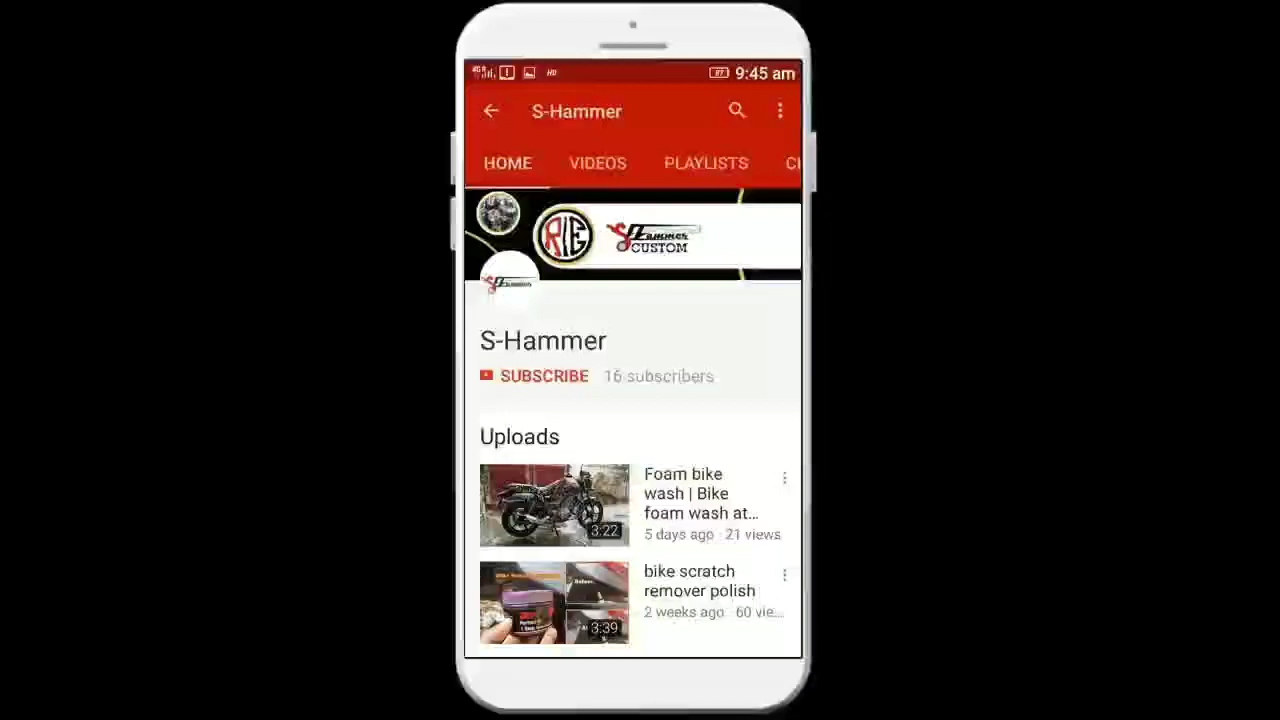 9:45 am
S-Hammer
HOME VIDEOS PLAYLISTS
RIG
CUSTOM
S-Hammer
SUBSCRIBE 16 subscribers
Uploads
Foam bike
wash | Bike
foam wash at...
5 days ago · 21 views
3:22
bike scratch
remover polish
2 weeks ago · 60 vie...
3:39